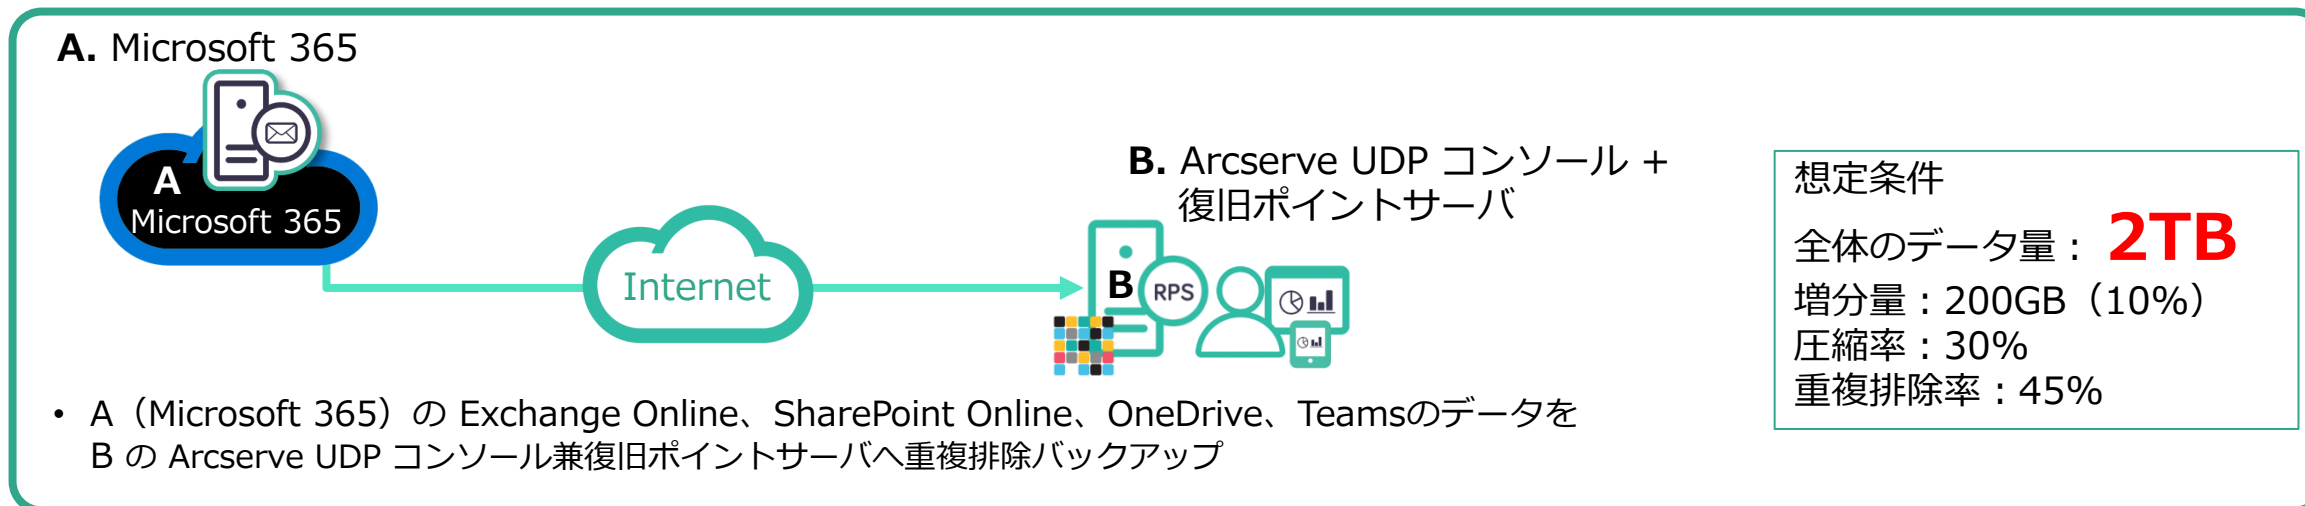 A. Microsoft 365
A
Microsoft 365
Internet
B. Arcserve UDP コンソール +
復旧ポイントサーバ
B
RPS
想定条件
全体のデータ量： 2TB
増分量：200GB（10%）
圧縮率：30%
重複排除率：45%
• A（Microsoft 365）の Exchange Online、SharePoint Online、OneDrive、Teamsのデータを
B の Arcserve UDP コンソール兼復旧ポイントサーバへ重複排除バックアップ